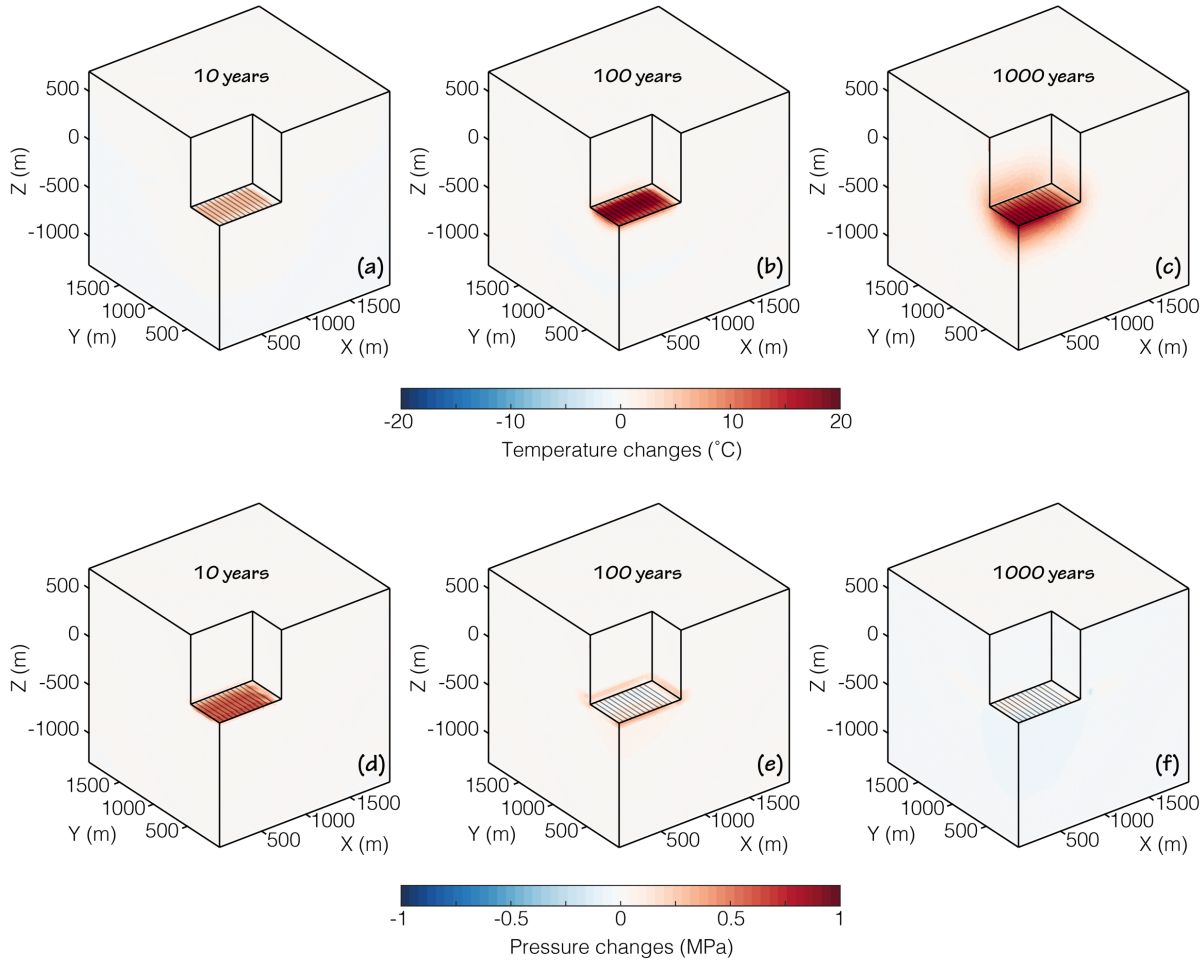 10 years
100 years
1000 years
500
0
-500
-1000
Z (m)
1500
1000
500
Y (m)
500
1000
1500
X (m)
(a)
500
0
-500
-1000
Z (m)
1500
1000
500
Y (m)
500
1000
1500
X (m)
(b)
500
0
-500
-1000
Z (m)
1500
1000
500
Y (m)
500
1000
1500
X (m)
(c)
-20 -10 0 10 20
Temperature changes (˚C)
10 years
100 years
1000 years
500
0
-500
-1000
Z (m)
1500
1000
500
Y (m)
500
1000
1500
X (m)
(d)
500
0
-500
-1000
Z (m)
1500
1000
500
Y (m)
500
1000
1500
X (m)
(e)
500
0
-500
-1000
Z (m)
1500
1000
500
Y (m)
500
1000
1500
X (m)
(f)
-1 -0.5 0 0.5 1
Pressure changes (MPa)